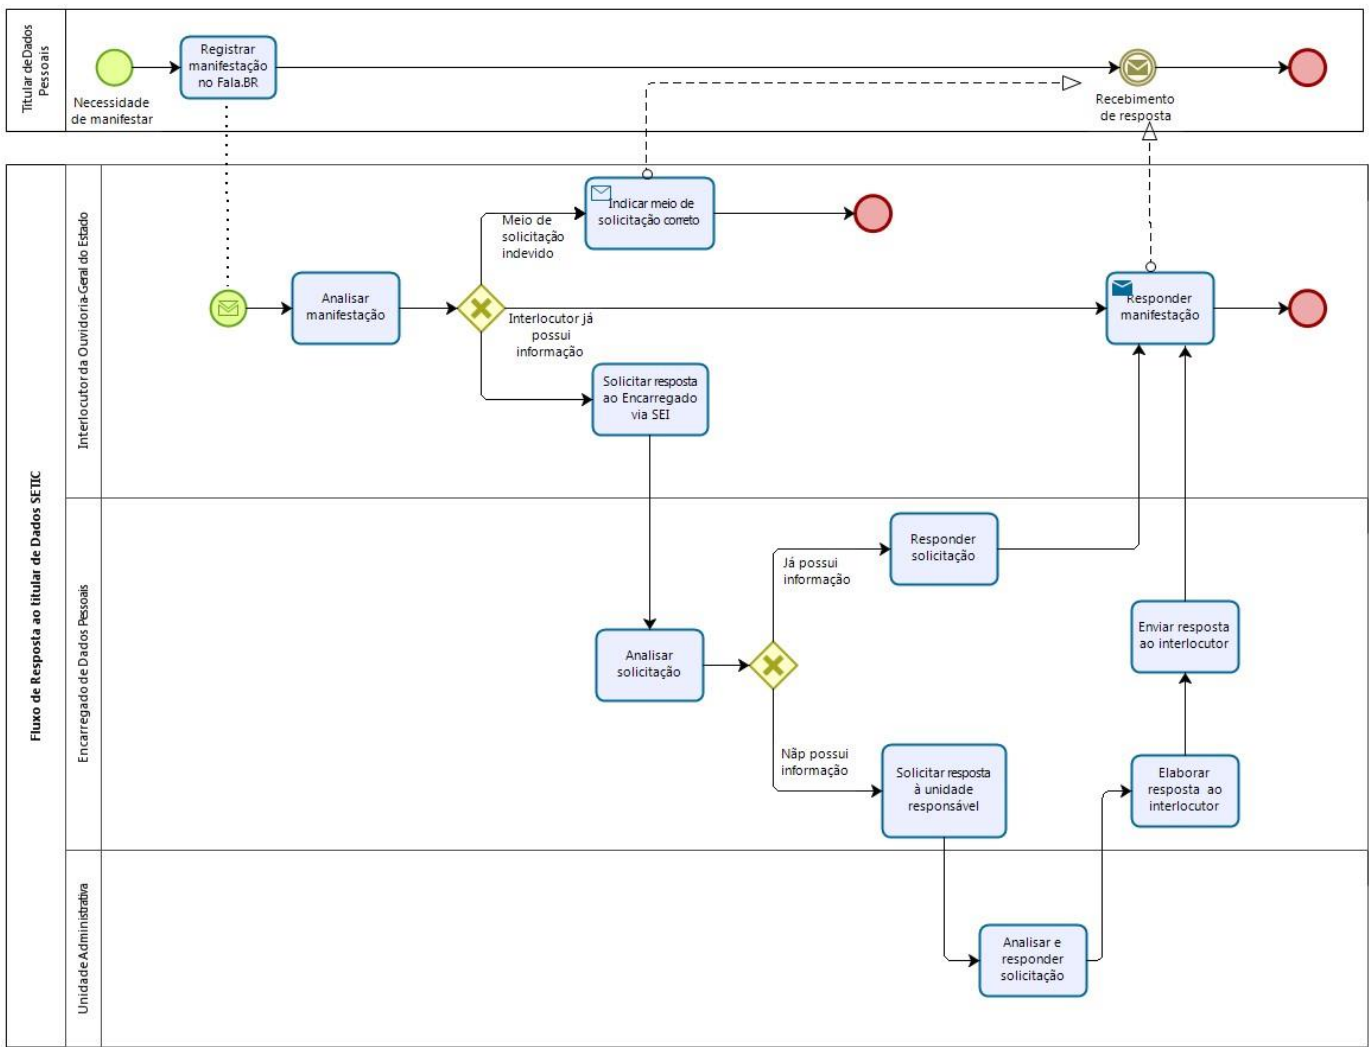 Titular de Dados
Pessoais
Necessidade
de manifestar
Registrar
manifestação
no Fala.BR
Recebimento
de resposta
Fluxo de Resposta ao titular de Dados SETIC
Interlocutor da Ouvidoria-Geral do Estado
Analisar
manifestação
Meio de
solicitação
indevido
Indicar meio de
solicitação correto
Interlocutor já
possui
informação
Responder
manifestação
Solicitar resposta
ao Encarregado
via SEI
Encarregado de Dados Pessoais
Analisar
solicitação
Já possui
informação
Responder
solicitação
Nãp possui
informação
Solicitar resposta
à unidade
responsável
Enviar resposta
ao interlocutor
Elaborar
resposta ao
interlocutor
Unidade Administrativa
Analisar e
responder
solicitação